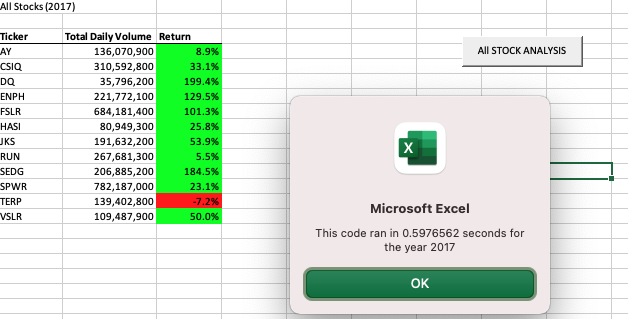 All Stocks (2017)
Ticker Total Daily Volume Return
AY 136,070,900 8.9%
CSIQ 310,592,800 33.1%
DQ 35,796,200 199.4%
ENPH 221,772,100 129.5%
FSLR 684,181,400 101.3%
HASI 80,949,300 25.8%
JKS 191,632,200 53.9%
RUN 267,681,300 5.5%
SEDG 206,885,200 184.5%
SPWR 782,187,000 23.1%
TERP 139,402,800 -7.2%
VSLR 109,487,900 50.0%
All STOCK ANALYSIS
X
Microsoft Excel
This code ran in 0.5976562 seconds for
the year 2017
OK